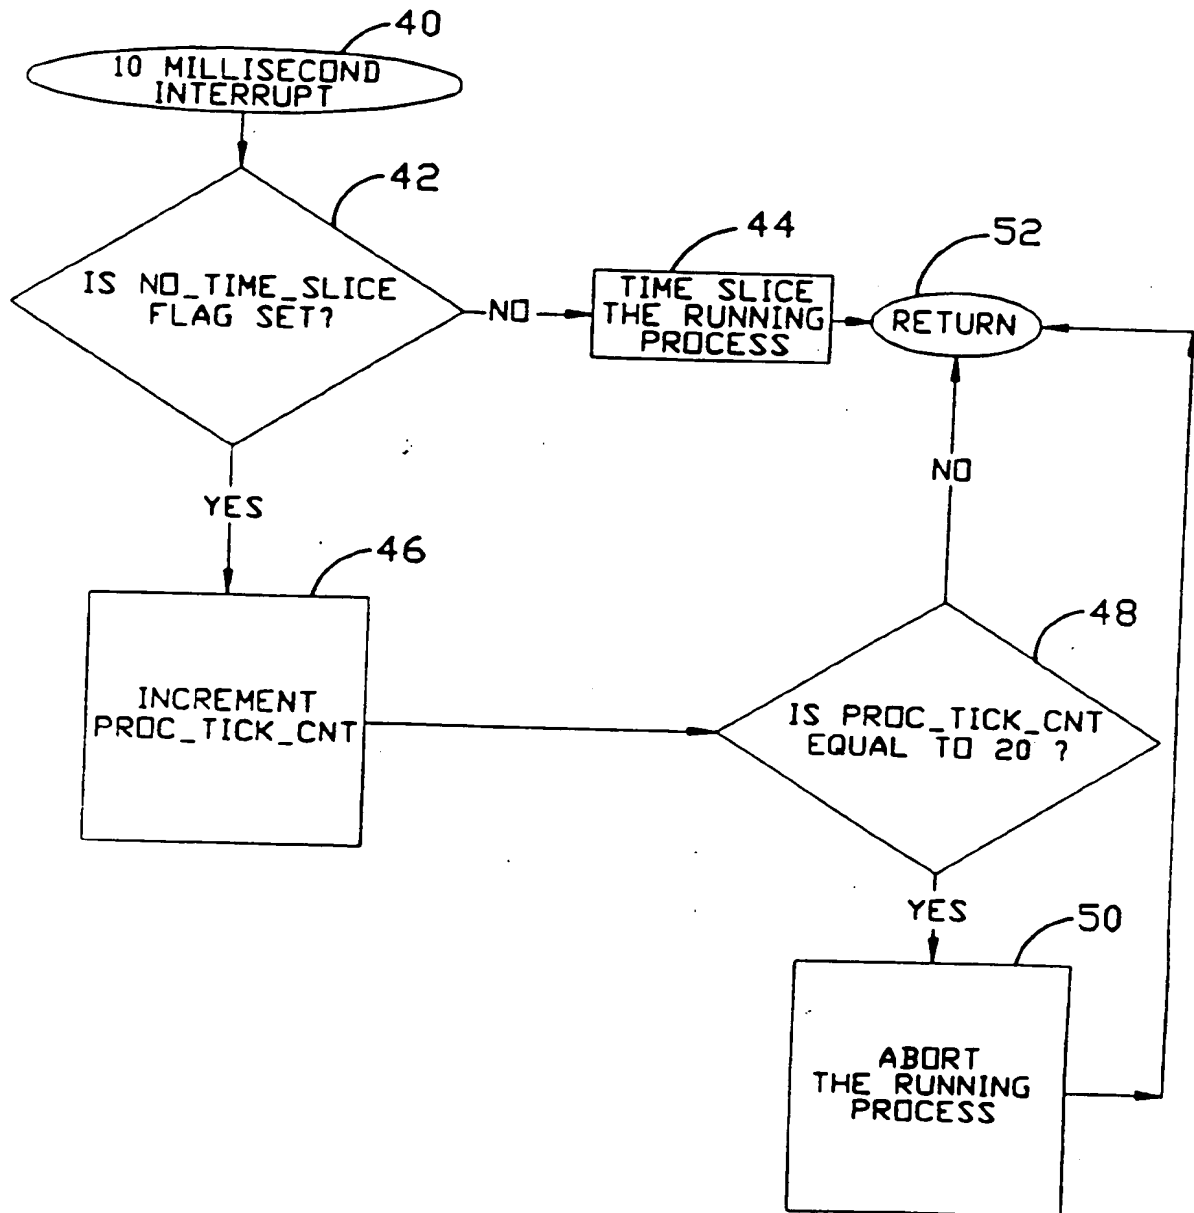 40
10 MILLISECOND
INTERRUPT
42
IS NO_TIME_SLICE
FLAG SET?
NO
44
TIME SLICE
THE RUNNING
PROCESS
52
RETURN
YES
NO
46
INCREMENT
PROC_TICK_CNT
48
IS PROC_TICK_CNT
EQUAL TO 20 ?
YES
50
ABORT
THE RUNNING
PROCESS